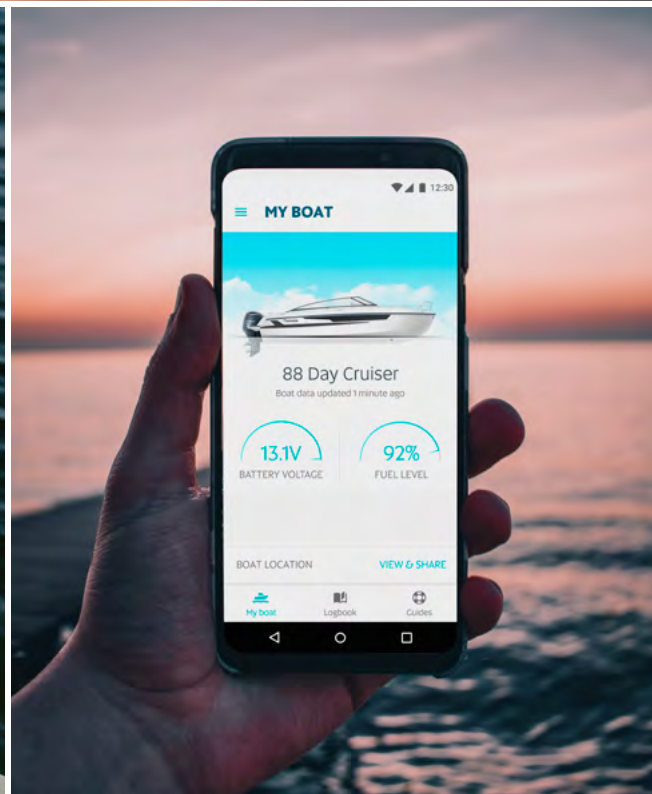 12:30
MY BOAT
88 Day Cruiser
Boat data updated 1 minute ago
13.1V
92%
BATTERY VOLTAGE
FUEL LEVEL
BOAT LOCATION
VIEW & SHARE
My boat
Logbook
Guides